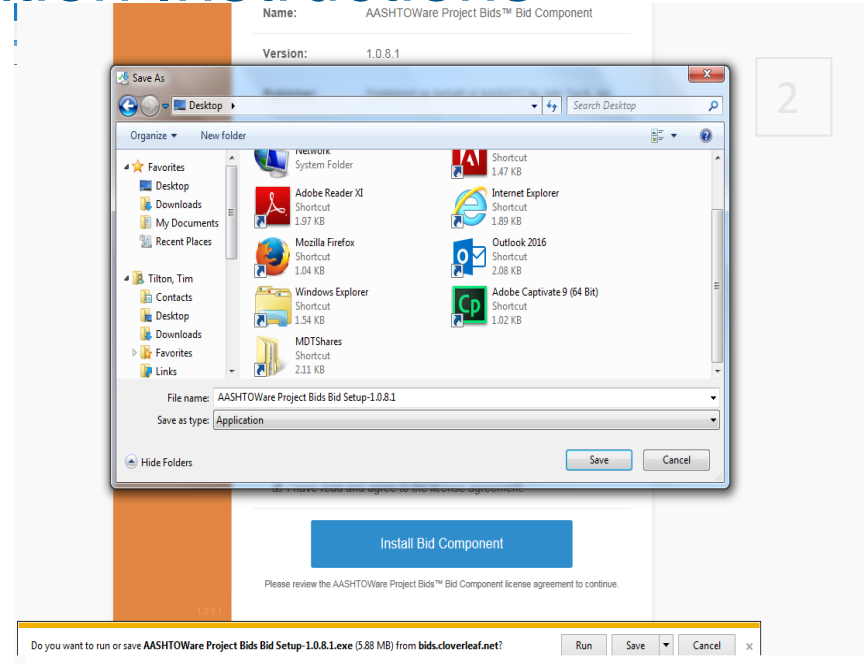 Name: AASHTOWare Project Bids™ Bid Component
Version: 1.0.8.1
2
Save As
Desktop
Search Desktop
Organize New folder
Favorites
Desktop
Downloads
My Documents
Recent Places
Tilton, Tim
Contacts
Desktop
Downloads
Favorites
Links
Network
System Folder
Shortcut
1.47 KB
Adobe Reader XI
Shortcut
1.97 KB
Internet Explorer
Shortcut
1.89 KB
Mozilla Firefox
Shortcut
1.04 KB
Outlook 2016
Shortcut
2.08 KB
Windows Explorer
Shortcut
1.54 KB
Adobe Captivate 9 (64 Bit)
Shortcut
1.02 KB
MDTShares
Shortcut
2.11 KB
File name: AASHTOWare Project Bids Bid Setup-1.0.8.1
Save as type: Application
Hide Folders Save Cancel
I have read and agree to the license agreement.
Install Bid Component
Please review the AASHTOWare Project Bids™ Bid Component license agreement to continue.
1.0.8.1
Do you want to run or save AASHTOWare Project Bids Bid Setup-1.0.8.1.exe (5.88 MB) from bids.cloverleaf.net? Run Save Cancel x